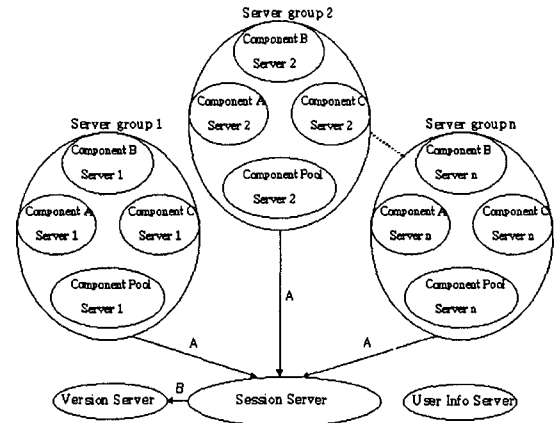 Server group 2
Component B
Server 2
Component A
Server 2
Component C
Server 2
Component Pool
Server 2
Server group 1
Component B
Server 1
Component A
Server 1
Component C
Server 1
Component Pool
Server 1
Server group n
Component B
Server n
Component A
Server n
Component C
Server n
Component Pool
Server n
A
A
A
B
Version Server
Session Server
User Info Server